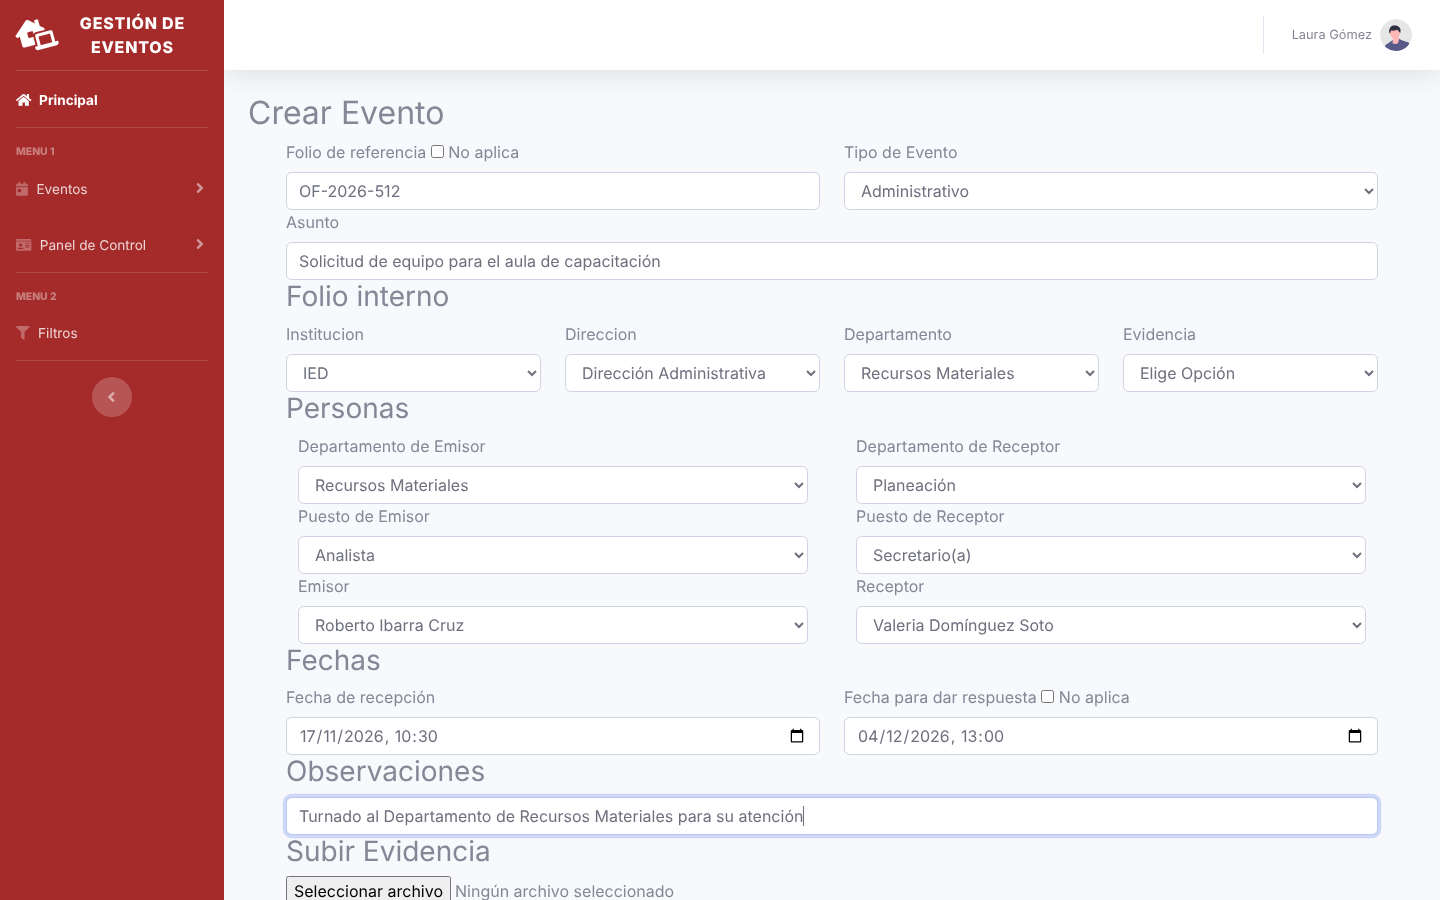 GESTIÓN DE
EVENTOS
Laura Gómez
Principal
MENU 1
Eventos
Panel de Control
MENU 2
Filtros
Crear Evento
Folio de referencia No aplica
Tipo de Evento
OF-2026-512
Administrativo
Asunto
Solicitud de equipo para el aula de capacitación
Folio interno
Institucion
Direccion
Departamento
Evidencia
IED
Dirección Administrativa
Recursos Materiales
Elige Opción
Personas
Departamento de Emisor
Departamento de Receptor
Recursos Materiales
Planeación
Puesto de Emisor
Puesto de Receptor
Analista
Secretario(a)
Emisor
Receptor
Roberto Ibarra Cruz
Valeria Domínguez Soto
Fechas
Fecha de recepción
Fecha para dar respuesta No aplica
17/11/2026, 10:30
04/12/2026, 13:00
Observaciones
Turnado al Departamento de Recursos Materiales para su atención
Subir Evidencia
Seleccionar archivo Ningún archivo seleccionado